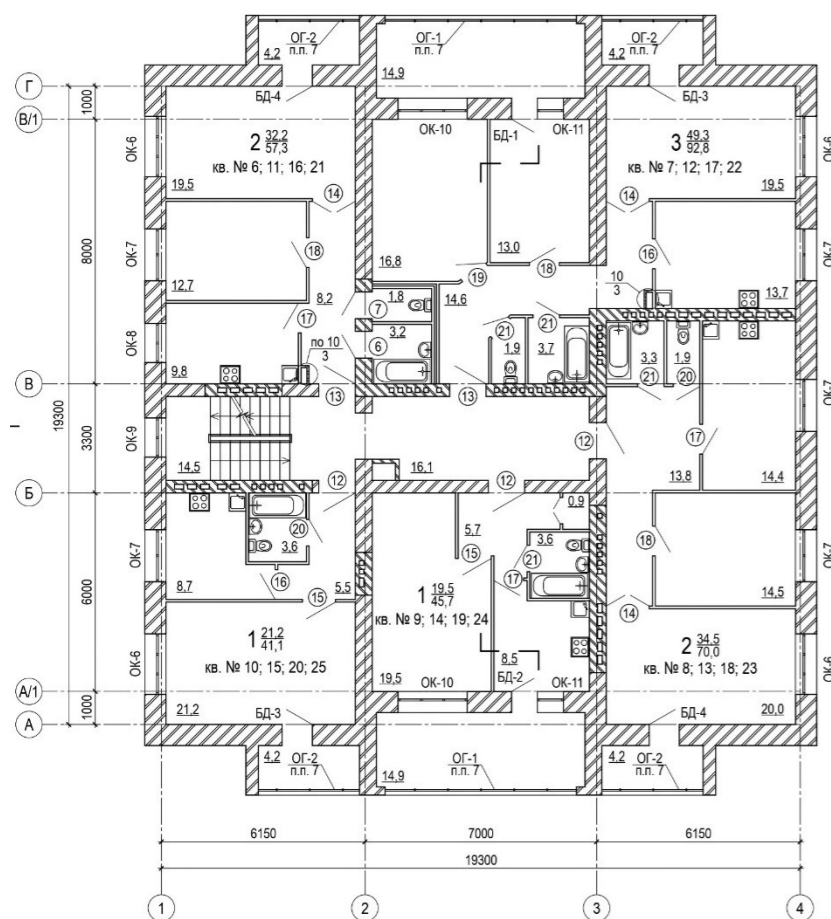 ОГ-2
п.п. 7
4,2
ОГ-1
п.п. 7
14,9
ОГ-2
п.п. 7
4,2
Г
В/1
1000
БД-4
ОК-10
БД-1
ОК-11
БД-3
ОК-6
2 32,2
57,3
кв. № 6; 11; 16; 21
19,5
14
3 49,3
92,8
кв. № 7; 12; 17; 22
19,5
14
ОК-6
ОК-7
12,7
18
8,2
16,8
13,0
19
18
16
10
3
13,7
ОК-7
8000
ОК-8
9,8
17
по 10
3
7
1,8
6
3,2
14,6
21
1,9
21
3,7
3,3
21
1,9
20
В
13
13
19300
3300
ОК-9
14,5
12
16,1
12
12
17
13,8
14,4
ОК-7
Б
ОК-7
8,7
20
3,6
16
5,5
15
5,7
15
0,9
3,6
21
17
18
14,5
14
6000
1 21,2
41,1
кв. № 10; 15; 20; 25
21,2
1 19,5
45,7
кв. № 9; 14; 19; 24
19,5
8,5
2 34,5
70,0
кв. № 8; 13; 18; 23
20,0
ОК-6
ОК-6
А/1
А
1000
БД-3
ОК-10
БД-2
ОК-11
БД-4
4,2
ОГ-2
п.п. 7
14,9
ОГ-1
п.п. 7
4,2
ОГ-2
п.п. 7
6150
7000
6150
19300
1
2
3
4